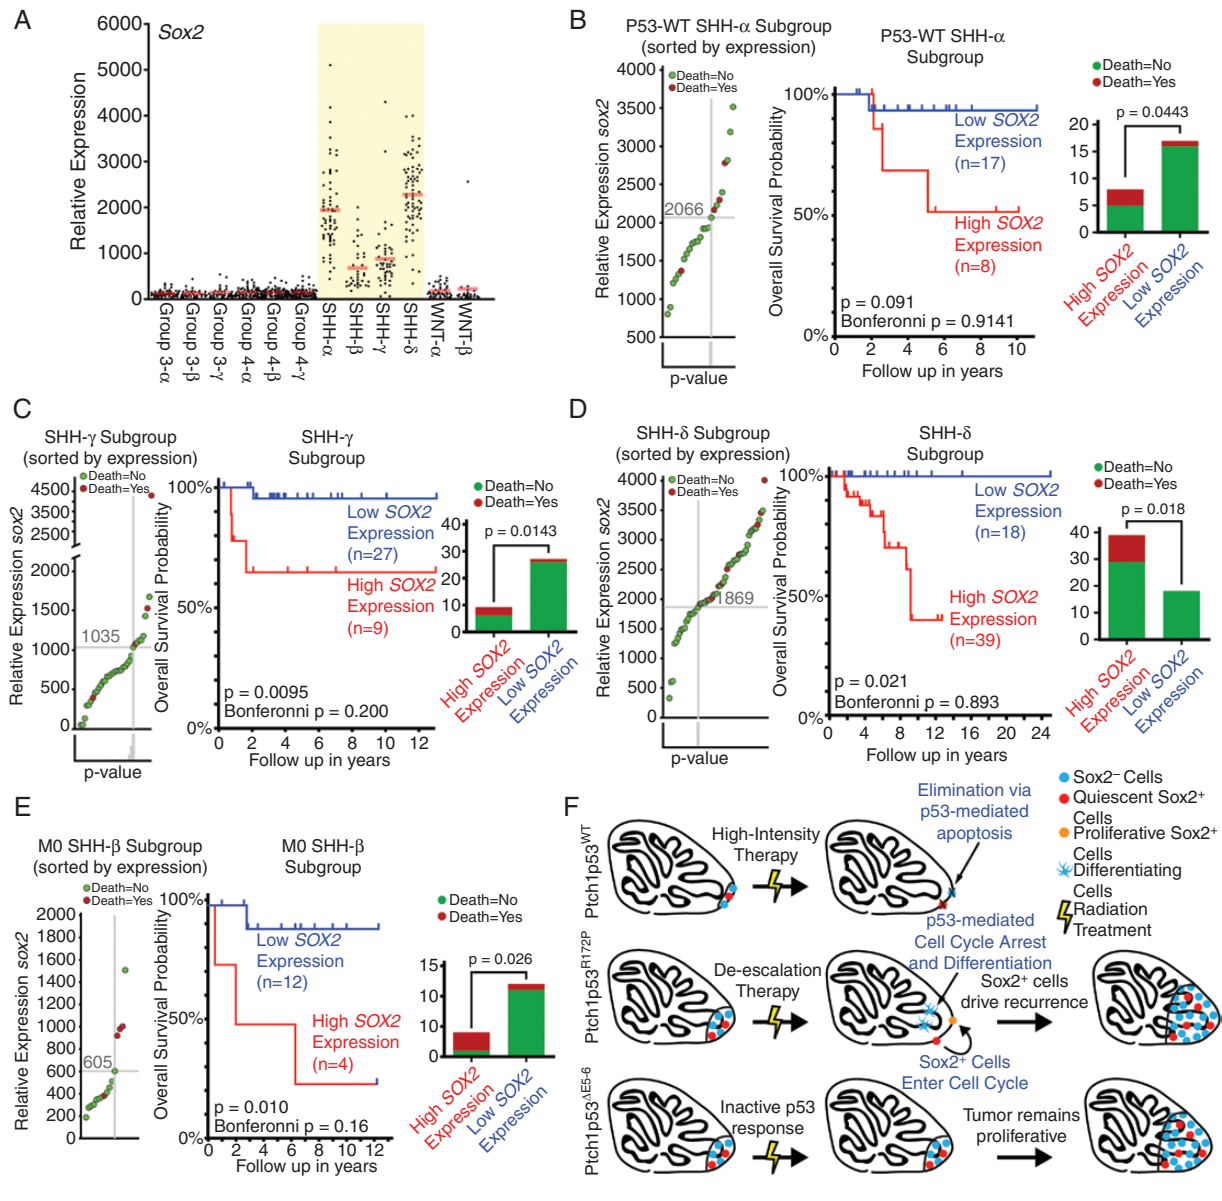 A
Sox2
Relative Expression
6000
5000
4000
3000
2000
1000
0
Group 3-α
Group 3-β
Group 3-γ
Group 4-α
Group 4-β
Group 4-γ
SHH-α
SHH-β
SHH-γ
SHH-δ
WNT-α
WNT-β
B
P53-WT SHH-α Subgroup
(sorted by expression)
Death=No
Death=Yes
Relative Expression sox2
4000
3500
3000
2500
2000
1500
1000
500
2066
p-value
P53-WT SHH-α
Subgroup
Overall Survival Probability
100%
50%
0%
Low SOX2
Expression
(n=17)
High SOX2
Expression
(n=8)
p = 0.091
Bonferonni p = 0.9141
0 2 4 6 8 10
Follow up in years
Death=No
Death=Yes
p = 0.0443
20
15
10
5
0
High SOX2
Expression
Low SOX2
Expression
C
SHH-γ Subgroup
(sorted by expression)
Death=No
Death=Yes
Relative Expression sox2
4500
3500
2500
2000
1500
1000
500
0
1035
p-value
SHH-γ
Subgroup
Overall Survival Probability
100%
50%
0%
Low SOX2
Expression
(n=27)
High SOX2
Expression
(n=9)
p = 0.0095
Bonferonni p = 0.200
0 2 4 6 8 10 12
Follow up in years
Death=No
Death=Yes
p = 0.0143
40
30
20
10
0
High SOX2
Expression
Low SOX2
Expression
D
SHH-δ Subgroup
(sorted by expression)
Death=No
Death=Yes
Relative Expression sox2
4000
3500
3000
2500
2000
1500
1000
500
0
1869
p-value
SHH-δ
Subgroup
Overall Survival Probability
100%
50%
0%
Low SOX2
Expression
(n=18)
High SOX2
Expression
(n=39)
p = 0.021
Bonferonni p = 0.893
0 4 8 12 16 20 24
Follow up in years
Death=No
Death=Yes
p = 0.018
40
30
20
10
0
High SOX2
Expression
Low SOX2
Expression
E
M0 SHH-β Subgroup
(sorted by expression)
Death=No
Death=Yes
Relative Expression sox2
2000
1800
1600
1400
1200
1000
800
600
400
200
0
605
M0 SHH-β
Subgroup
Overall Survival Probability
100%
50%
0%
Low SOX2
Expression
(n=12)
High SOX2
Expression
(n=4)
p = 0.010
Bonferonni p = 0.16
0 2 4 6 8 10 12
Follow up in years
Death=No
Death=Yes
p = 0.026
15
10
10
0
High SOX2
Expression
Low SOX2
Expression
F
Ptch1p53WT
High-Intensity
Therapy
Elimination via
p53-mediated
apoptosis
Sox2⁻ Cells
Quiescent Sox2⁺
Cells
Proliferative Sox2⁺
Cells
Differentiating
Cells
Radiation
Treatment
Ptch1p53R172P
De-escalation
Therapy
p53-mediated
Cell Cycle Arrest
and Differentiation
Sox2⁺ cells
drive recurrence
Sox2⁺ Cells
Enter Cell Cycle
Ptch1p53ΔE5-6
Inactive p53
response
Tumor remains
proliferative